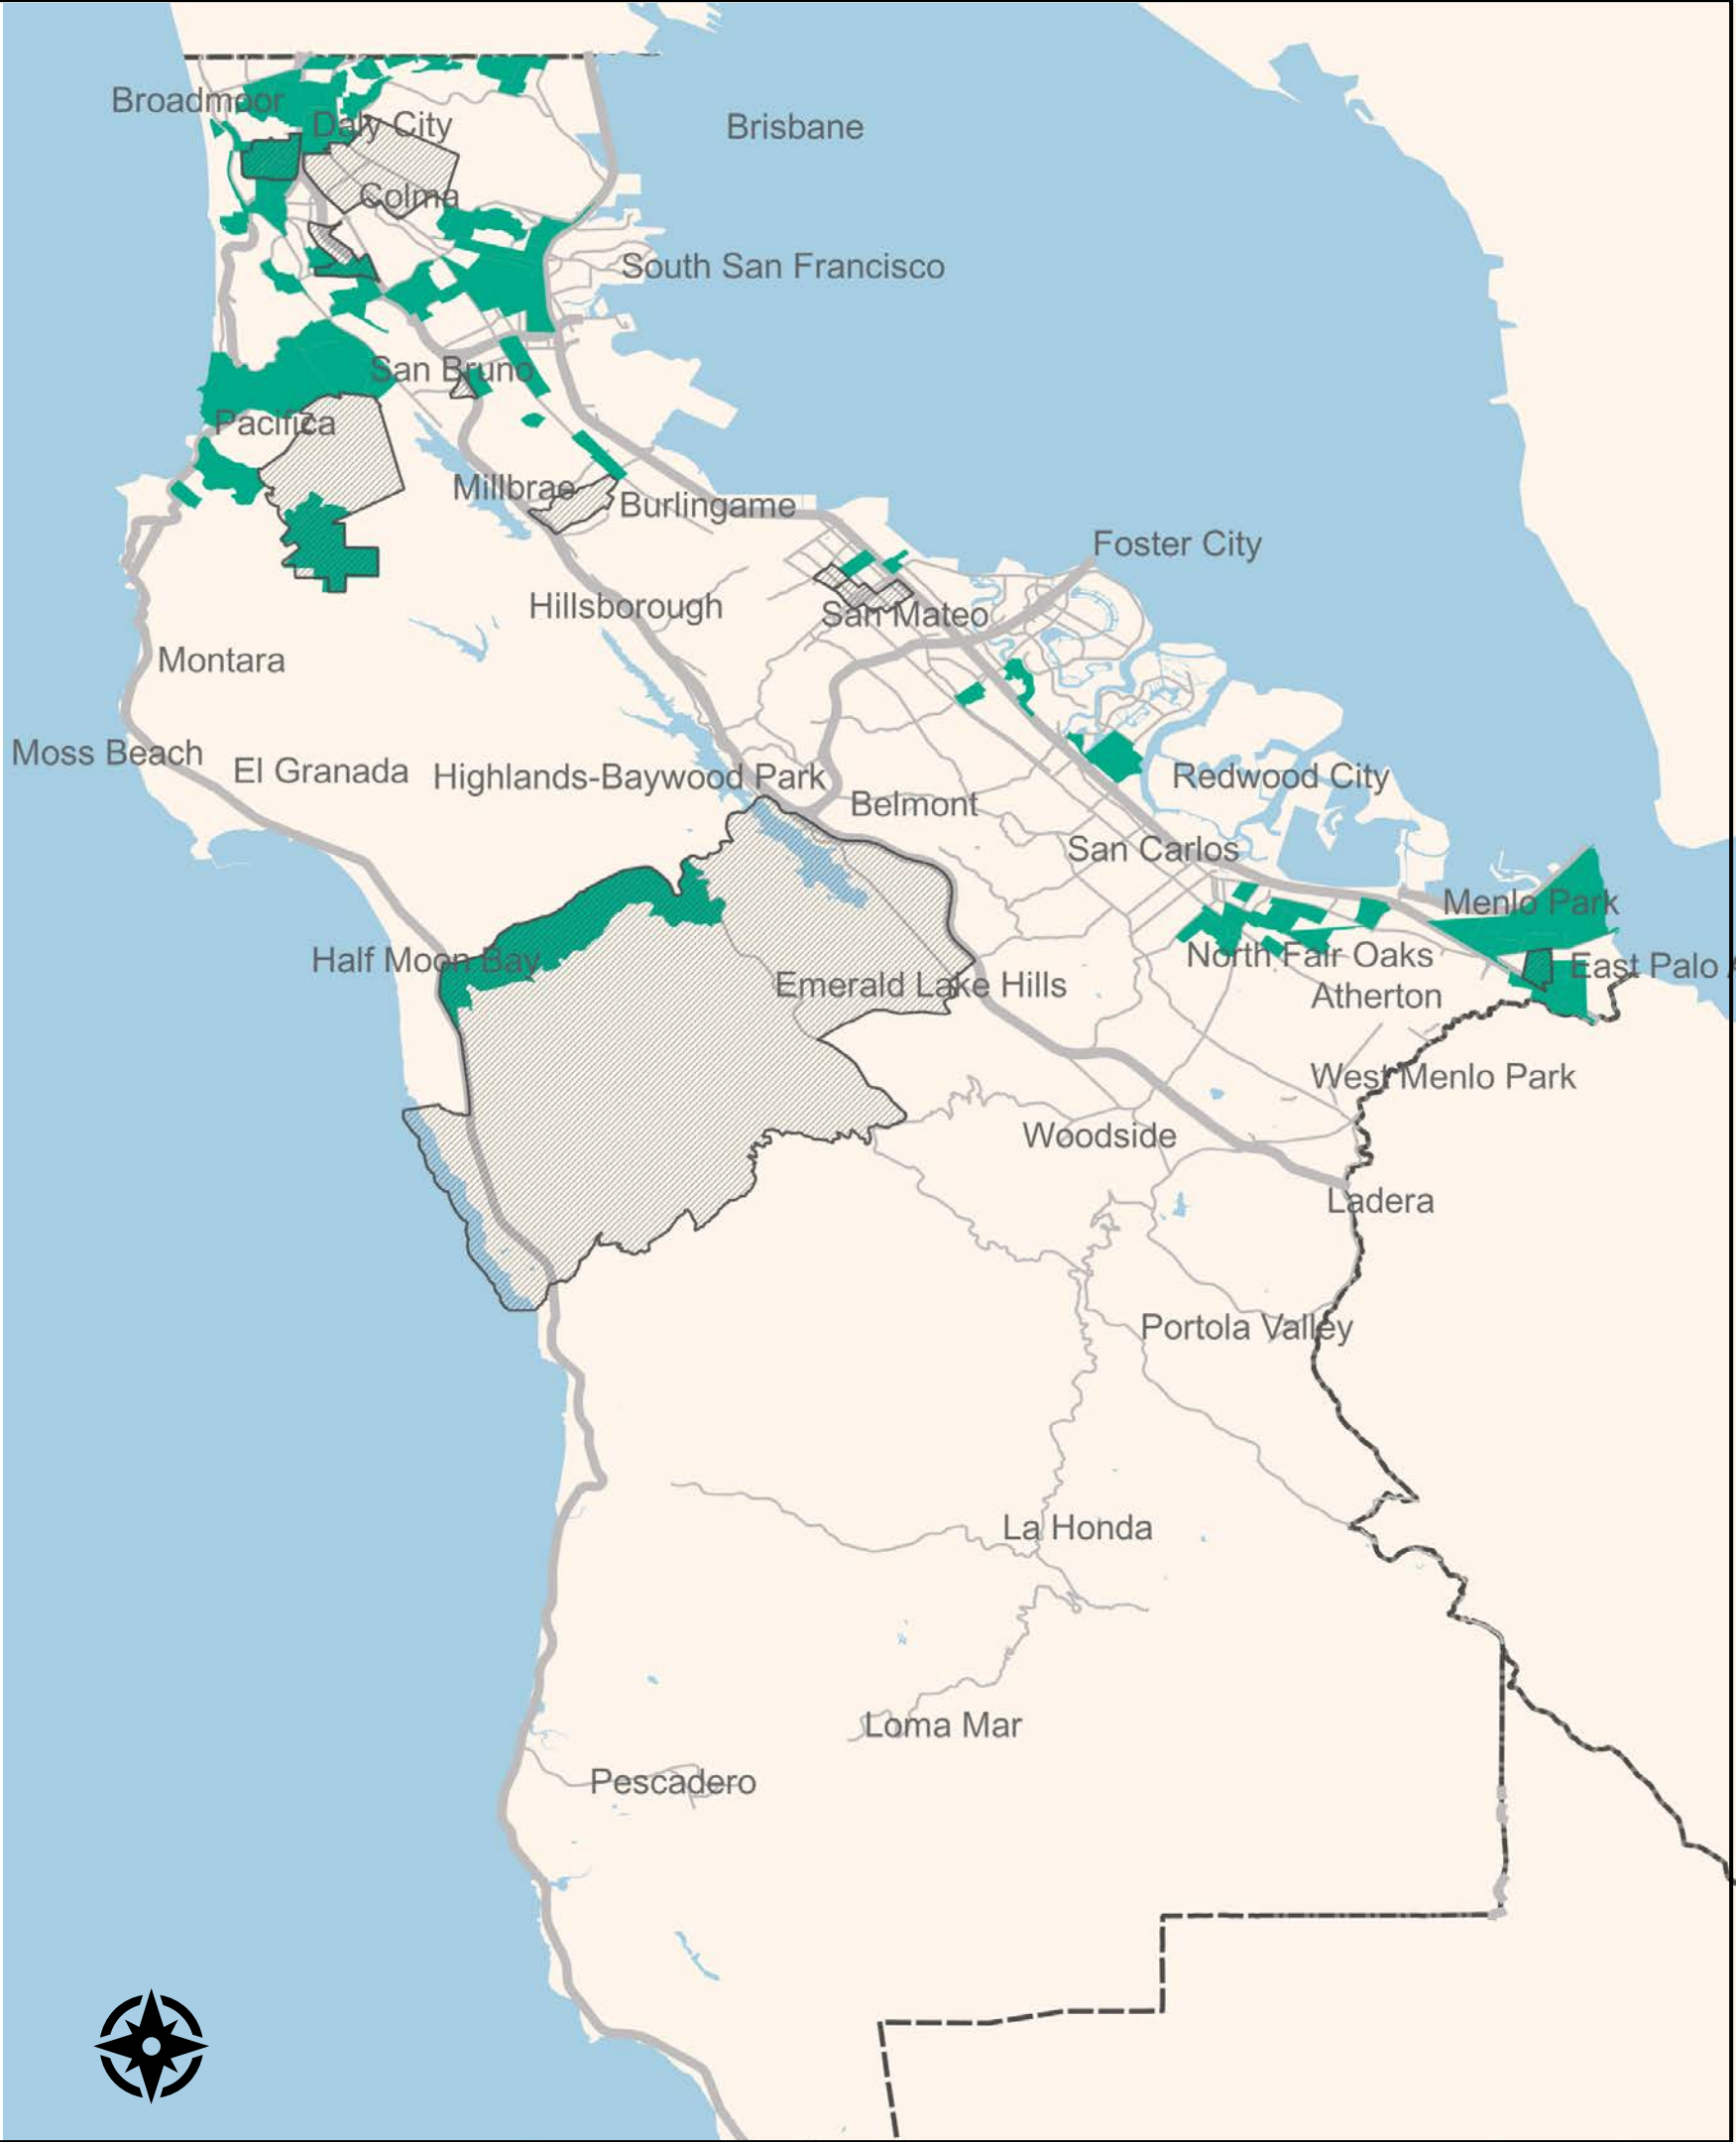 Broadmoor
Daly City
Brisbane
Colma
South San Francisco
San Bruno
Pacifica
Millbrae
Burlingame
Foster City
Hillsborough
San Mateo
Montara
Moss Beach
El Granada
Highlands-Baywood Park
Redwood City
Belmont
San Carlos
Menlo Park
Half Moon Bay
North Fair Oaks
East Palo
Emerald Lake Hills
Atherton
West Menlo Park
Woodside
Ladera
Portola Valley
La Honda
Loma Mar
Pescadero